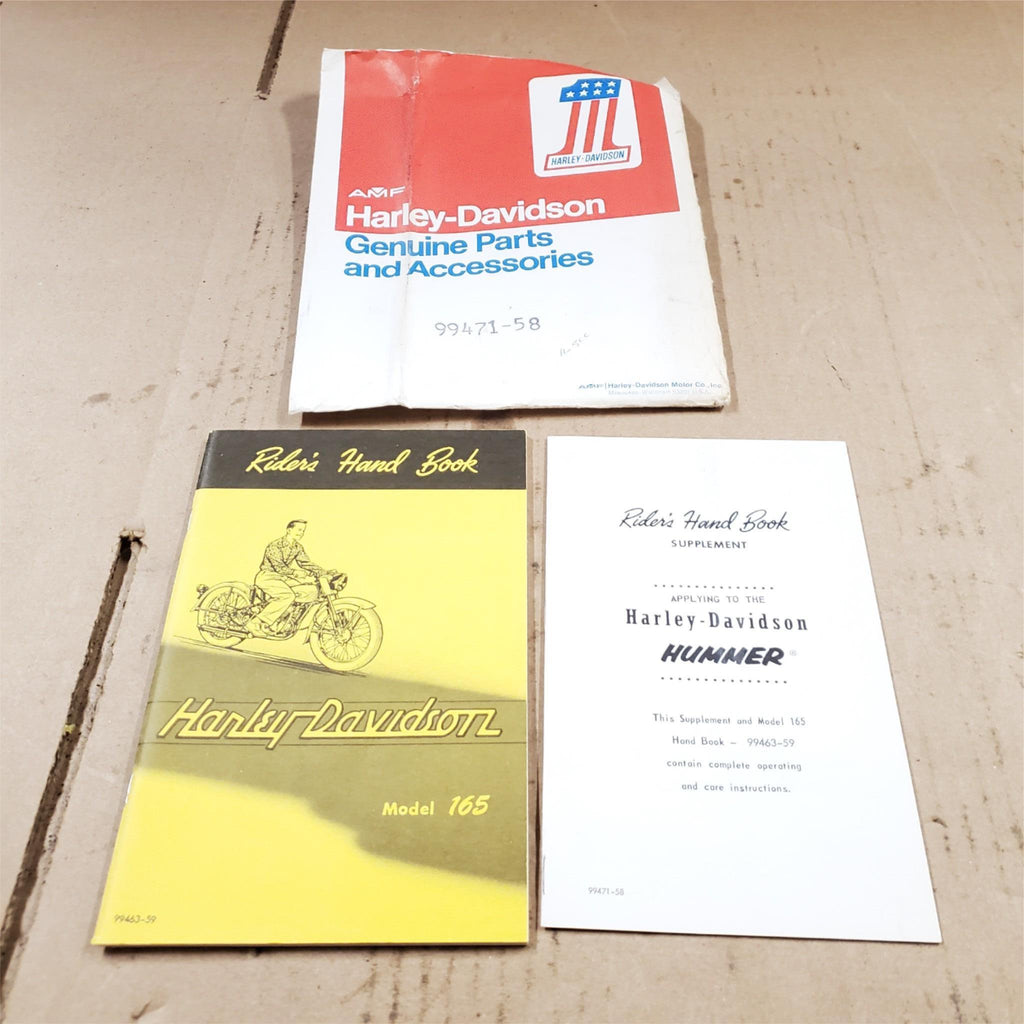 HARLEY-DAVIDSON
AMF
Harley-Davidson
Genuine Parts
and Accessories
99471-58
AMF | Harley-Davidson Motor Co., Inc.
Rider's Hand Book
Harley-Davidson
Model 165
99463-59
Rider's Hand Book
SUPPLEMENT
APPLYING TO THE
Harley-Davidson
HUMMER®
This Supplement and Model 165
Hand Book - 99463-59
contain complete operating
and care instructions.
99471-58